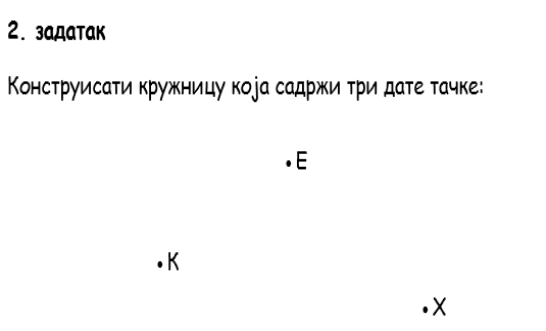 2. задатак
Конструисати кружницу која садржи три дате тачке:
E
K
X